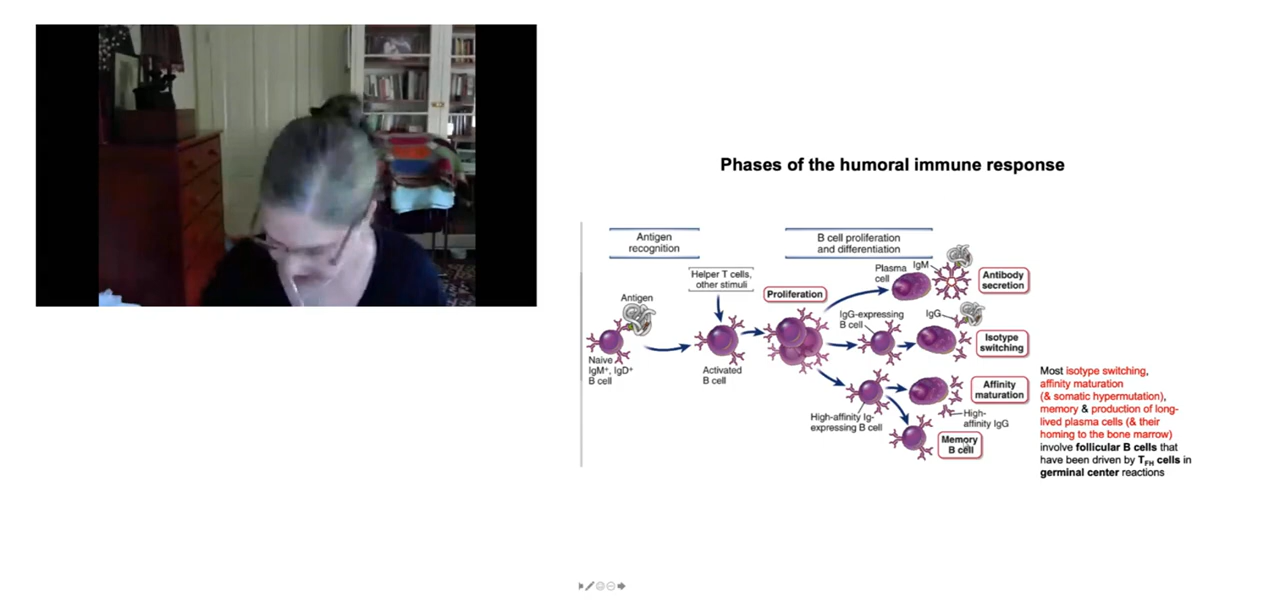 Phases of the humoral immune response
Antigen
recognition
B cell proliferation
and differentiation
Helper T cells,
other stimuli
Antigen
Naive
IgM+, IgD+
B cell
Activated
B cell
Proliferation
Plasma
cell
IgM
Antibody
secretion
IgG-expressing
B cell
IgG
Isotype
switching
Affinity
maturation
High-affinity Ig-
expressing B cell
High-
affinity IgG
Memory
B cell
Most isotype switching,
affinity maturation
(& somatic hypermutation),
memory & production of long-
lived plasma cells (& their
homing to the bone marrow)
involve follicular B cells that
have been driven by TFH cells in
germinal center reactions